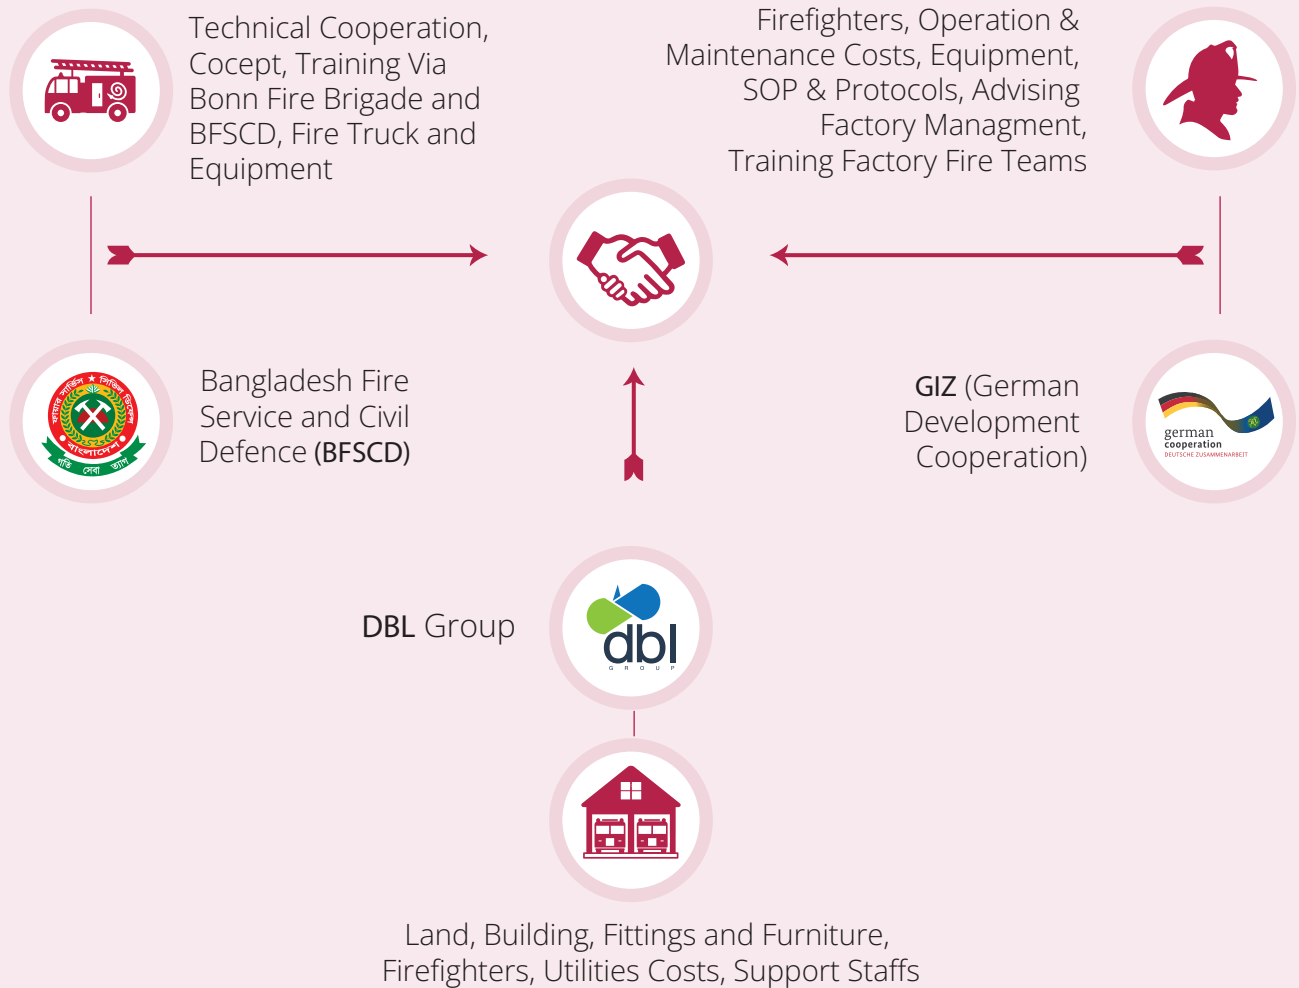 Technical Cooperation,
Cocept, Training Via
Bonn Fire Brigade and
BFSCD, Fire Truck and
Equipment
Firefighters, Operation &
Maintenance Costs, Equipment,
SOP & Protocols, Advising
Factory Managment,
Training Factory Fire Teams
ফায়ার সার্ভিস ★ সিভিল ডিফেন্স
বাংলাদেশ
গতি সেবা ত্যাগ
Bangladesh Fire
Service and Civil
Defence (BFSCD)
GIZ (German
Development
Cooperation)
german
cooperation
DEUTSCHE ZUSAMMENARBEIT
DBL Group
dbl
GROUP
Land, Building, Fittings and Furniture,
Firefighters, Utilities Costs, Support Staffs